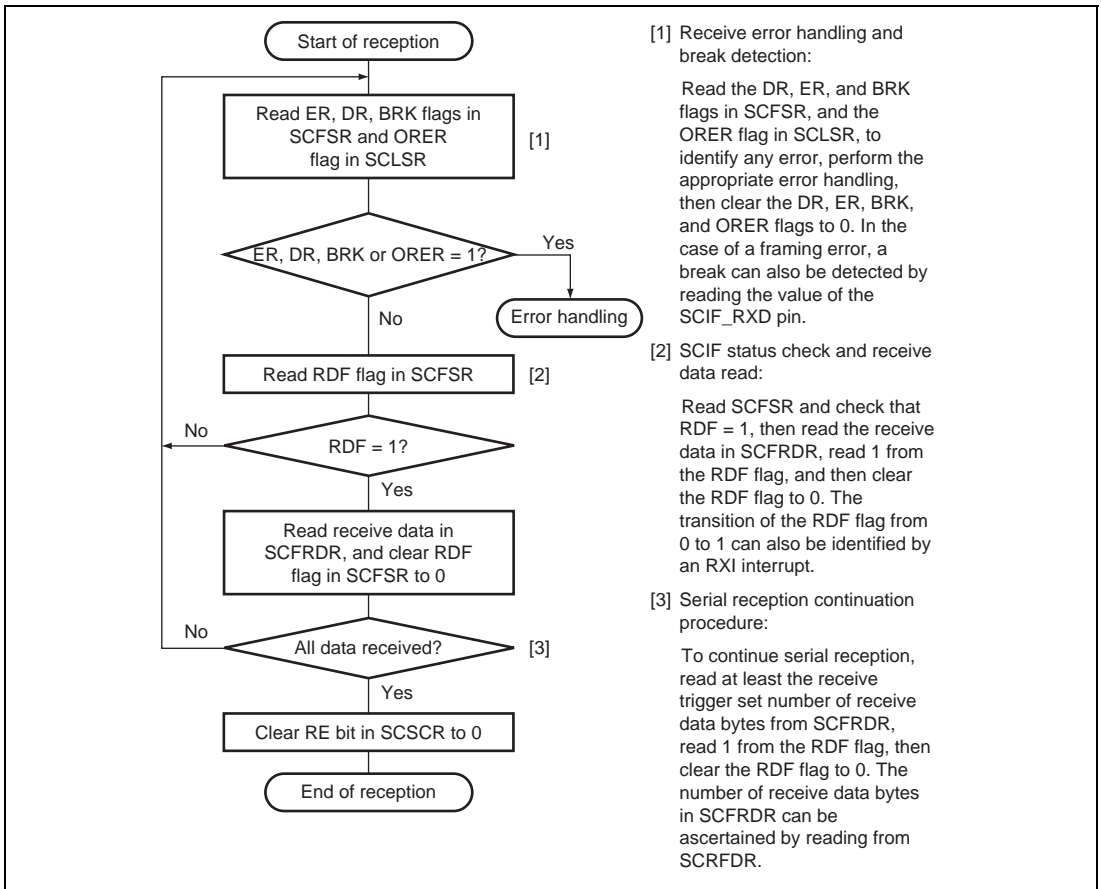 Start of reception
Read ER, DR, BRK flags in
SCFSR and ORER
flag in SCLSR
[1]
ER, DR, BRK or ORER = 1?
Yes
Error handling
No
Read RDF flag in SCFSR
[2]
No
RDF = 1?
Yes
Read receive data in
SCFRDR, and clear RDF
flag in SCFSR to 0
No
All data received?
[3]
Yes
Clear RE bit in SCSCR to 0
End of reception
[1] Receive error handling and
break detection:
Read the DR, ER, and BRK
flags in SCFSR, and the
ORER flag in SCLSR, to
identify any error, perform the
appropriate error handling,
then clear the DR, ER, BRK,
and ORER flags to 0. In the
case of a framing error, a
break can also be detected by
reading the value of the
SCIF_RXD pin.
[2] SCIF status check and receive
data read:
Read SCFSR and check that
RDF = 1, then read the receive
data in SCFRDR, read 1 from
the RDF flag, and then clear
the RDF flag to 0. The
transition of the RDF flag from
0 to 1 can also be identified by
an RXI interrupt.
[3] Serial reception continuation
procedure:
To continue serial reception,
read at least the receive
trigger set number of receive
data bytes from SCFRDR,
read 1 from the RDF flag, then
clear the RDF flag to 0. The
number of receive data bytes
in SCFRDR can be
ascertained by reading from
SCRFDR.